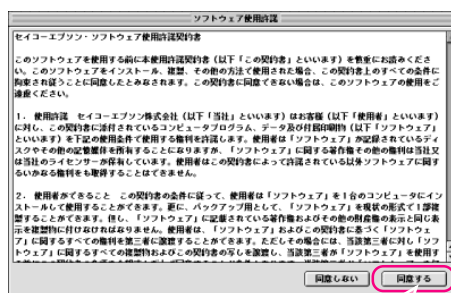 ソフトウェア使用許諾
セイコーエプソン・ソフトウェア使用許諾契約書
このソフトウェアを使用する前に本使用許諾契約書（以下「この契約書」といいます）を慎重にお読みくださ
い。このソフトウェアをインストール、複製、その他の方法で使用された場合、この契約書上のすべての条件に
拘束され従うことに同意したとみなされます。この契約書に同意できない場合は、このソフトウェアの使用をご
遠慮ください。
1. 使用許諾 セイコーエプソン株式会社（以下「当社」といいます）はお客様（以下「使用者」といいます）
に対し、この契約書に添付されているコンピュータプログラム、データ及び付属印刷物（以下「ソフトウェア」
といいます）を下記の使用条件で使用する権利を許諾します。使用者は「ソフトウェア」が記録されているディ
スクやその他の記憶媒体を所有することになりますが、「ソフトウェア」に関する著作権その他の権利は当社又
は当社のライセンサーが保有しています。使用者はこの契約書によって許諾されている以外ソフトウェアに関す
るいかなる権利をも取得することはできません。
2. 使用者ができること この契約書の条件に従って、使用者は「ソフトウェア」を1台のコンピュータにイン
ストールして使用することができます。更に、バックアップ用として、「ソフトウェア」を現状の形式で1部複
製することができます。但し、「ソフトウェア」に記載されている著作権およびその他の財産権の表示と同じ表
示を複製物に付けなければなりません。使用者は、「ソフトウェア」およびこの契約書に基づく「ソフトウェ
ア」に関するすべての権利を第三者に譲渡することができます。ただしその場合には、当該第三者に対し「ソフ
トウェア」に関するすべての複製物およびこの契約書の写しを譲渡し、当該第三者が「ソフトウェア」を使用す
同意しない
同意する